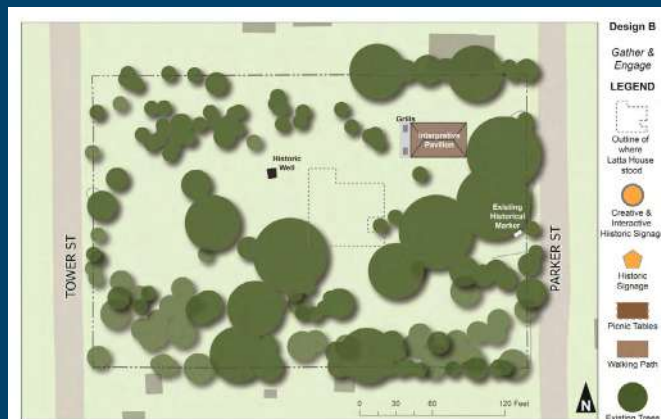 Design B
Gather &
Engage
LEGEND
Outline of
where
Latta House
stood
Creative &
Interactive
Historic Signage
Historic
Signage
Picnic Tables
Walking Path
Existing Trees
Grills
Interpretive
Pavilion
Historic
Well
Existing
Historical
Marker
TOWER ST
PARKER ST
0 30 60 120 Feet
N